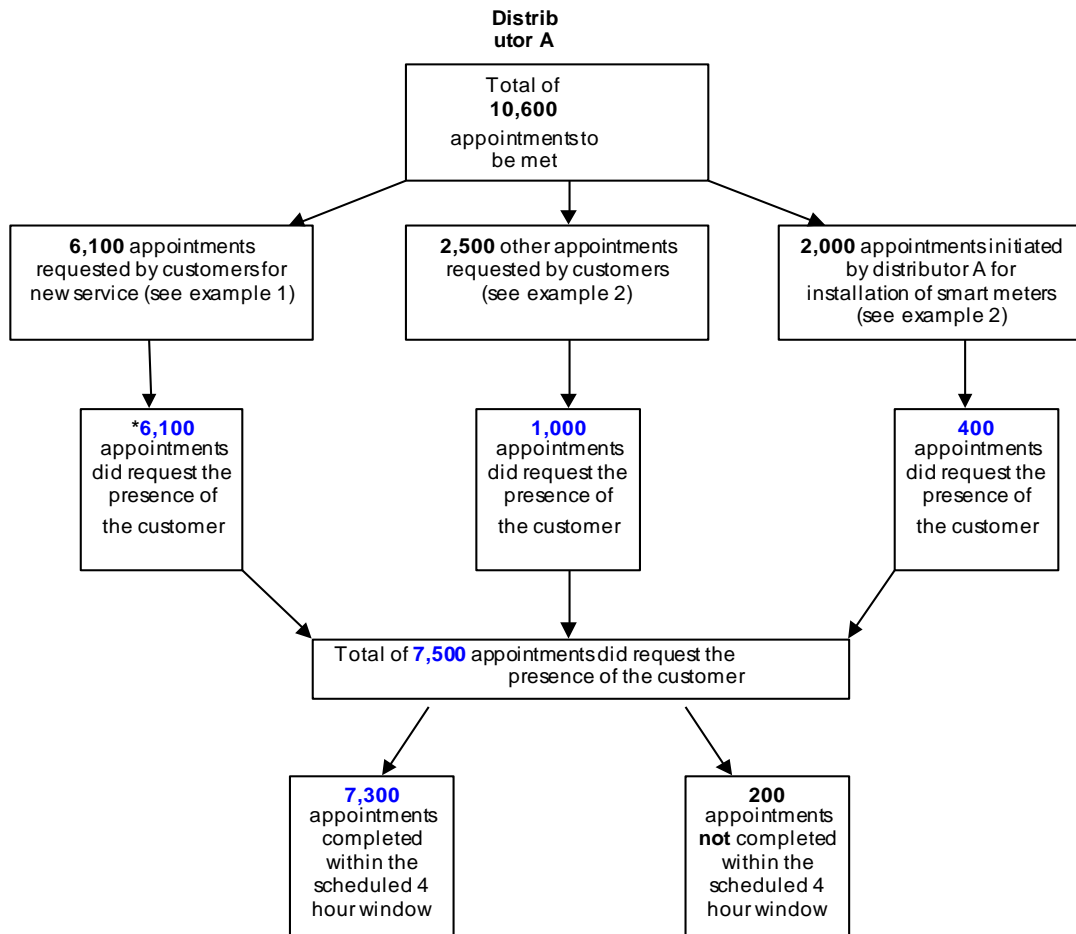 Distrib
utor A
Total of
10,600
appointments to
be met
6,100 appointments
requested by customers for
new service (see example 1)
2,500 other appointments
requested by customers
(see example 2)
2,000 appointments initiated
by distributor A for
installation of smart meters
(see example 2)
*6,100
appointments
did request the
presence of
the customer
1,000
appointments
did request the
presence of
the customer
400
appointments
did request the
presence of
the customer
Total of 7,500 appointments did request the
presence of the customer
7,300
appointments
completed
within the
scheduled 4
hour window
200
appointments
not completed
within the
scheduled 4
hour window